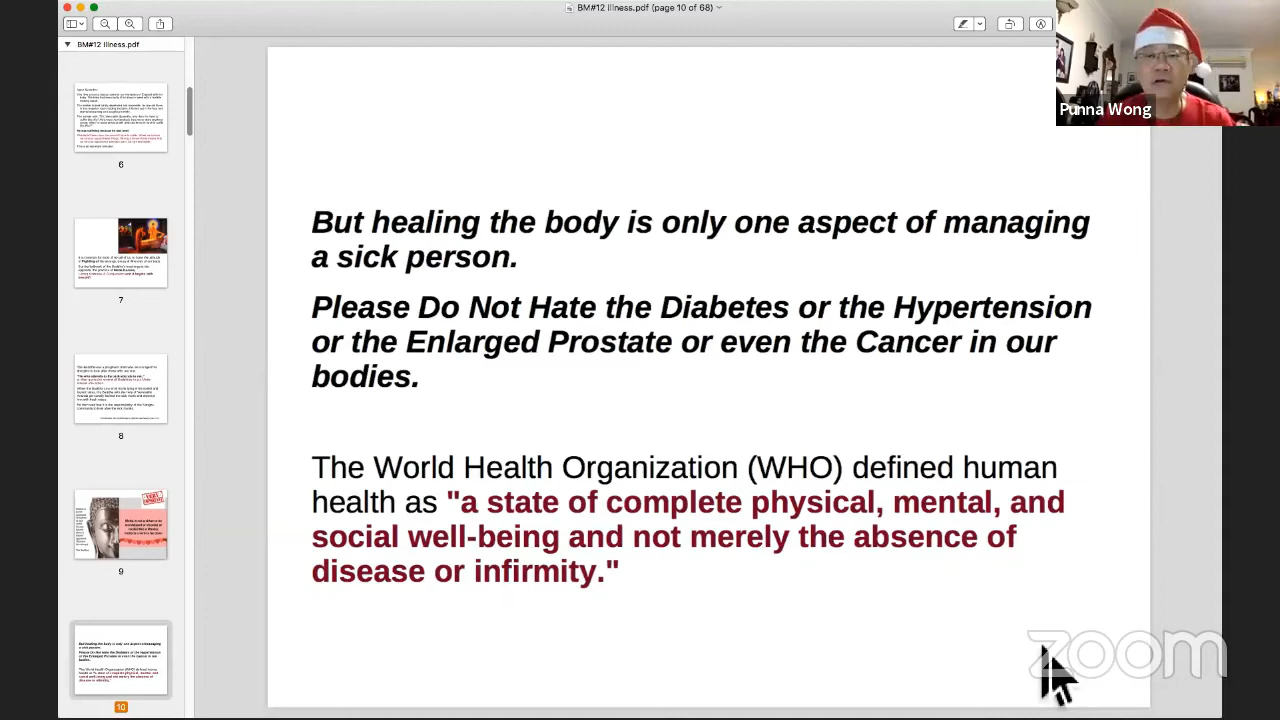 BM#12 Illness.pdf (page 10 of 68)
BM#12 Illness.pdf
6
7
8
9
10
But healing the body is only one aspect of managing
a sick person.
Please Do Not Hate the Diabetes or the Hypertension
or the Enlarged Prostate or even the Cancer in our
bodies.
The World Health Organization (WHO) defined human
health as "a state of complete physical, mental, and
social well-being and not merely the absence of
disease or infirmity."
Punna Wong
zoom